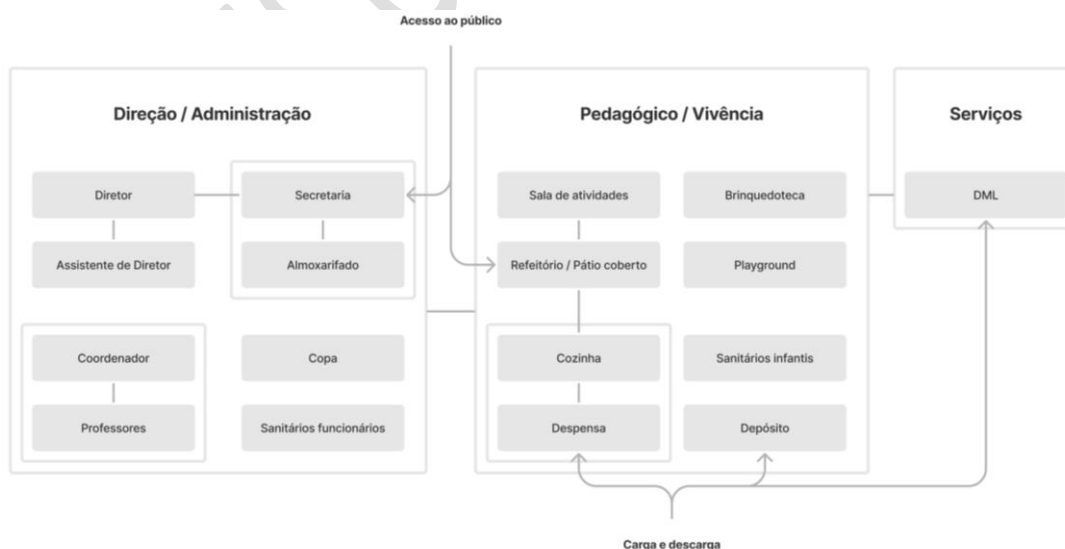 Acesso ao público
Direção / Administração
Diretor
Secretaria
Assistente de Diretor
Almoxarifado
Coordenador
Copa
Professores
Sanitários funcionários
Pedagógico / Vivência
Sala de atividades
Brinquedoteca
Refeitório / Pátio coberto
Playground
Cozinha
Sanitários infantis
Despensa
Depósito
Serviços
DML
Carga e descarga